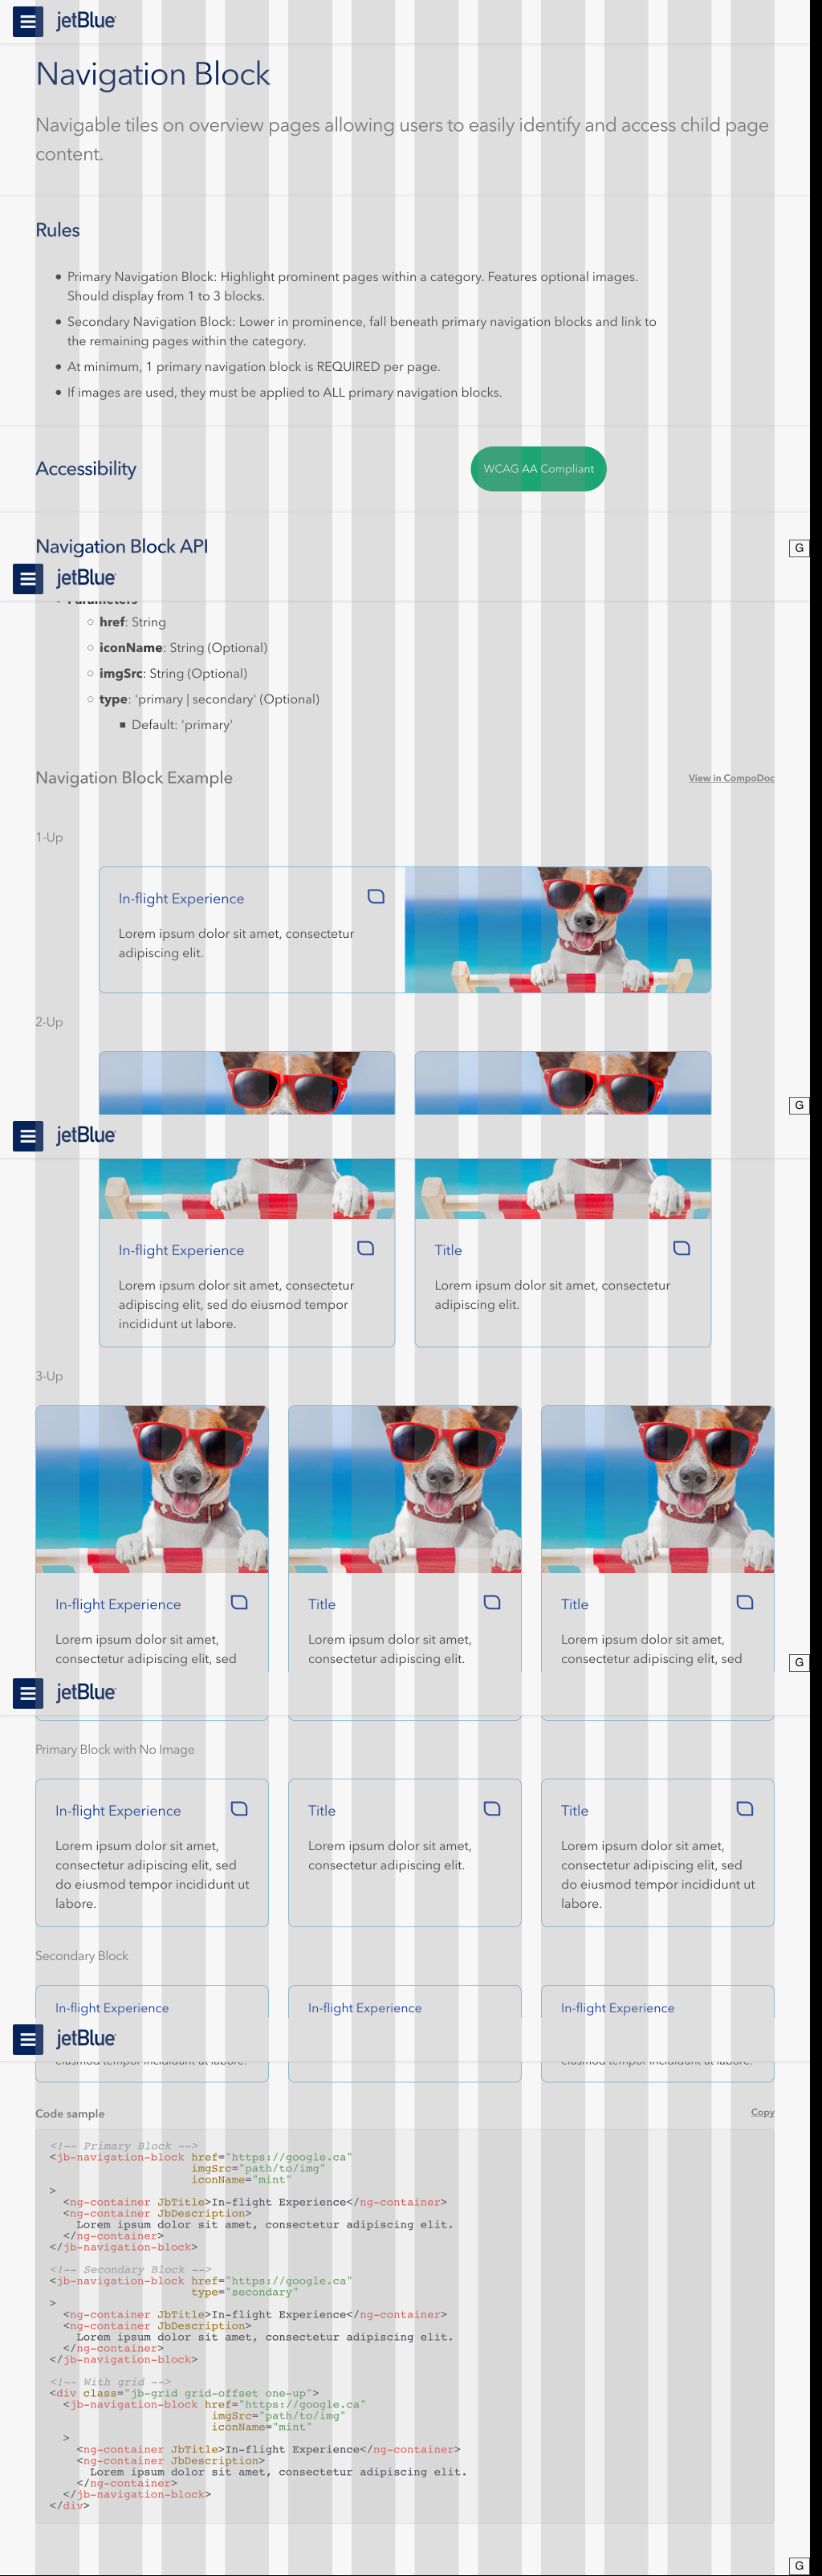 jetBlue
Navigation Block
Navigable tiles on overview pages allowing users to easily identify and access child page
content.
Rules
• Primary Navigation Block: Highlight prominent pages within a category. Features optional images.
Should display from 1 to 3 blocks.
• Secondary Navigation Block: Lower in prominence, fall beneath primary navigation blocks and link to
the remaining pages within the category.
• At minimum, 1 primary navigation block is REQUIRED per page.
• If images are used, they must be applied to ALL primary navigation blocks.
Accessibility
WCAG AA Compliant
Navigation Block API
G
jetBlue
Parameters
href: String
iconName: String (Optional)
imgSrc: String (Optional)
type: 'primary | secondary' (Optional)
Default: 'primary'
Navigation Block Example
View in CompoDoc
1-Up
In-flight Experience
Lorem ipsum dolor sit amet, consectetur
adipiscing elit.
2-Up
G
jetBlue
In-flight Experience
Lorem ipsum dolor sit amet, consectetur
adipiscing elit, sed do eiusmod tempor
incididunt ut labore.
Title
Lorem ipsum dolor sit amet, consectetur
adipiscing elit.
3-Up
In-flight Experience
Lorem ipsum dolor sit amet,
consectetur adipiscing elit, sed
Title
Lorem ipsum dolor sit amet,
consectetur adipiscing elit.
Title
Lorem ipsum dolor sit amet,
consectetur adipiscing elit, sed
G
jetBlue
Primary Block with No Image
In-flight Experience
Lorem ipsum dolor sit amet,
consectetur adipiscing elit, sed
do eiusmod tempor incididunt ut
labore.
Title
Lorem ipsum dolor sit amet,
consectetur adipiscing elit.
Title
Lorem ipsum dolor sit amet,
consectetur adipiscing elit, sed
do eiusmod tempor incididunt ut
labore.
Secondary Block
In-flight Experience
In-flight Experience
In-flight Experience
jetBlue
eiusmod tempor incididunt ut labore.
eiusmod tempor incididunt ut labore.
Code sample
Copy
<!-- Primary Block -->
<jb-navigation-block href="https://google.ca"
imgSrc="path/to/img"
iconName="mint"
>
<ng-container JbTitle>In-flight Experience</ng-container>
<ng-container JbDescription>
Lorem ipsum dolor sit amet, consectetur adipiscing elit.
</ng-container>
</jb-navigation-block>
<!-- Secondary Block -->
<jb-navigation-block href="https://google.ca"
type="secondary"
>
<ng-container JbTitle>In-flight Experience</ng-container>
<ng-container JbDescription>
Lorem ipsum dolor sit amet, consectetur adipiscing elit.
</ng-container>
</jb-navigation-block>
<!-- With grid -->
<div class="jb-grid grid-offset one-up">
<jb-navigation-block href="https://google.ca"
imgSrc="path/to/img"
iconName="mint"
>
<ng-container JbTitle>In-flight Experience</ng-container>
<ng-container JbDescription>
Lorem ipsum dolor sit amet, consectetur adipiscing elit.
</ng-container>
</jb-navigation-block>
</div>
G